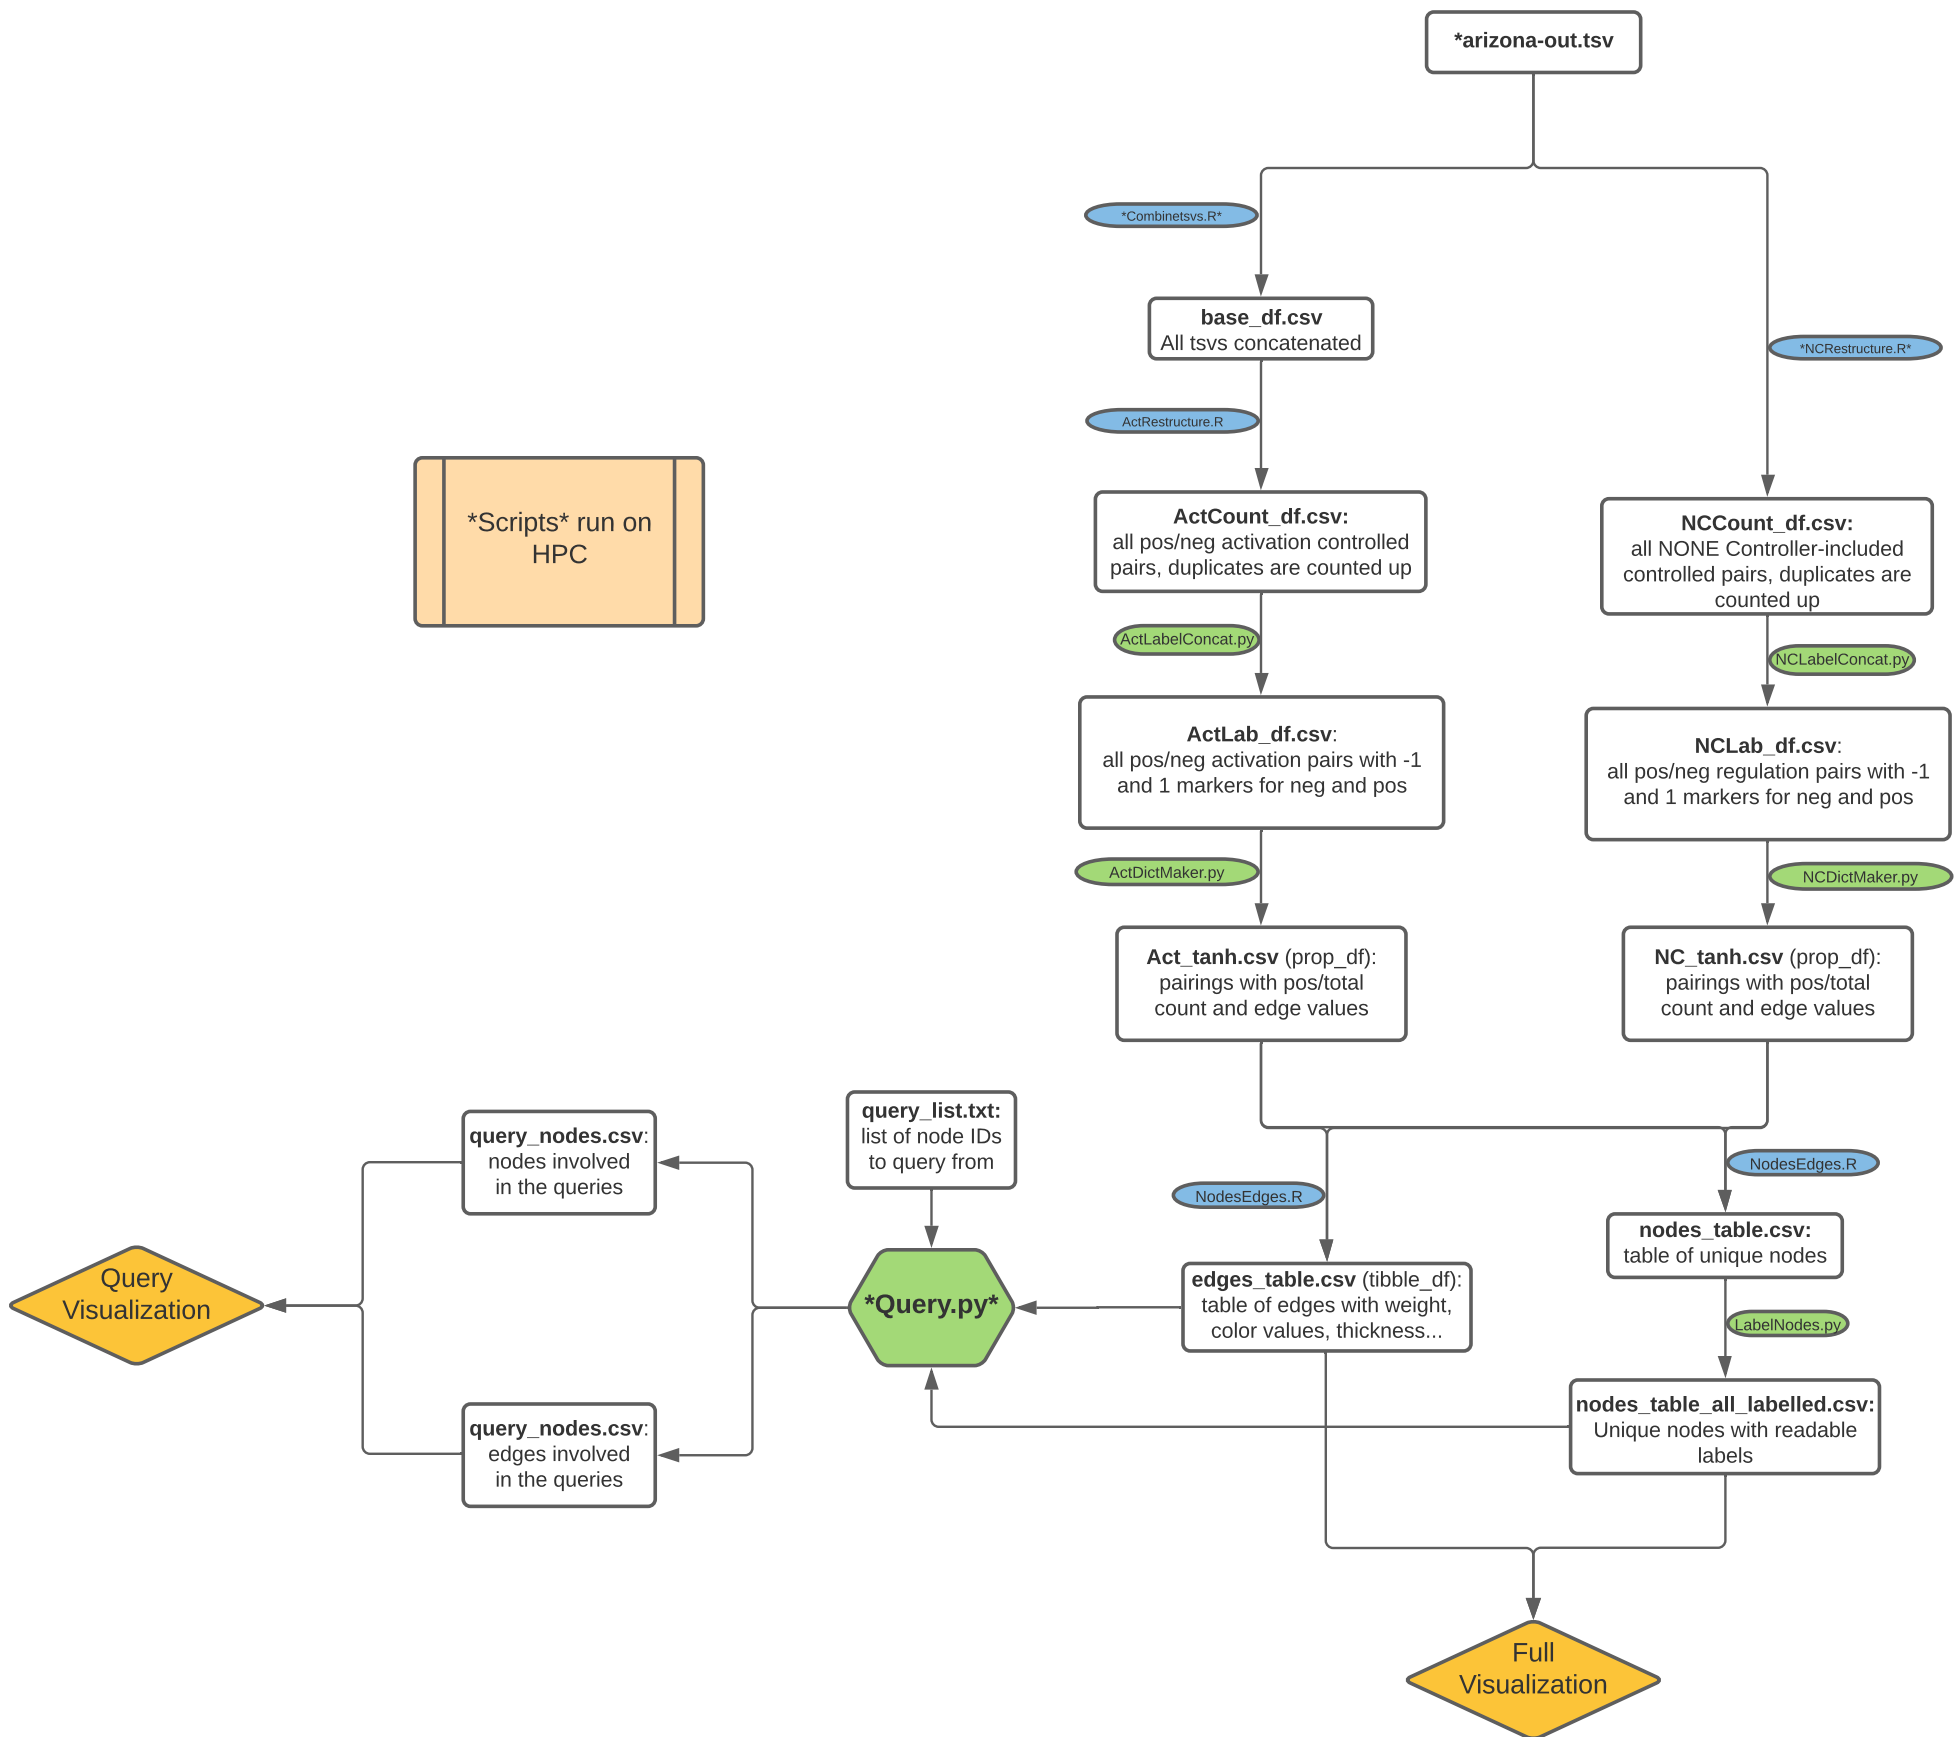 *arizona-out.tsv
*Combinetsvs.R*
base_df.csv
All tsvs concatenated
*NCRestructure.R*
ActRestructure.R
*Scripts* run on
HPC
ActCount_df.csv:
all pos/neg activation controlled
pairs, duplicates are counted up
NCCount_df.csv:
all NONE Controller-included
controlled pairs, duplicates are
counted up
ActLabelConcat.py
NCLabelConcat.py
ActLab_df.csv:
all pos/neg activation pairs with -1
and 1 markers for neg and pos
NCLab_df.csv:
all pos/neg regulation pairs with -1
and 1 markers for neg and pos
ActDictMaker.py
NCDictMaker.py
Act_tanh.csv (prop_df):
pairings with pos/total
count and edge values
NC_tanh.csv (prop_df):
pairings with pos/total
count and edge values
query_nodes.csv:
nodes involved
in the queries
query_list.txt:
list of node IDs
to query from
NodesEdges.R
NodesEdges.R
nodes_table.csv:
table of unique nodes
Query
Visualization
*Query.py*
edges_table.csv (tibble_df):
table of edges with weight,
color values, thickness...
LabelNodes.py
query_nodes.csv:
edges involved
in the queries
nodes_table_all_labelled.csv:
Unique nodes with readable
labels
Full
Visualization